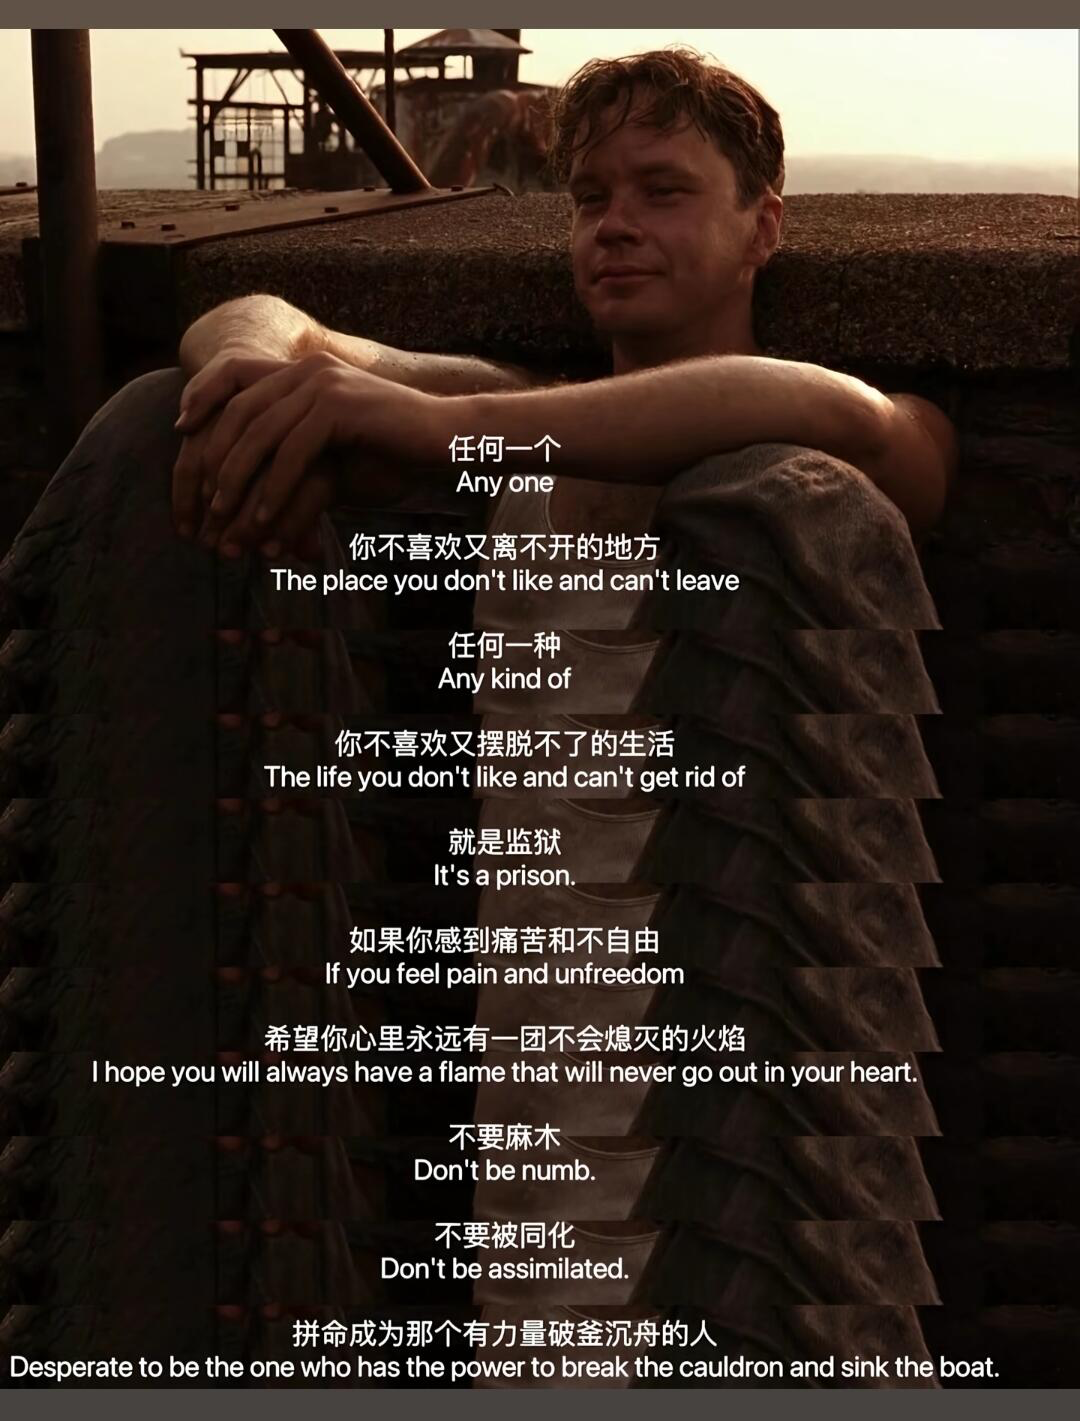 任何一个
Any one
你不喜欢又离不开的地方
The place you don't like and can't leave
任何一种
Any kind of
你不喜欢又摆脱不了的生活
The life you don't like and can't get rid of
就是监狱
It's a prison.
如果你感到痛苦和不自由
If you feel pain and unfreedom
希望你心里永远有一团不会熄灭的火焰
I hope you will always have a flame that will never go out in your heart.
不要麻木
Don't be numb.
不要被同化
Don't be assimilated.
拼命成为那个有力量破釜沉舟的人
Desperate to be the one who has the power to break the cauldron and sink the boat.